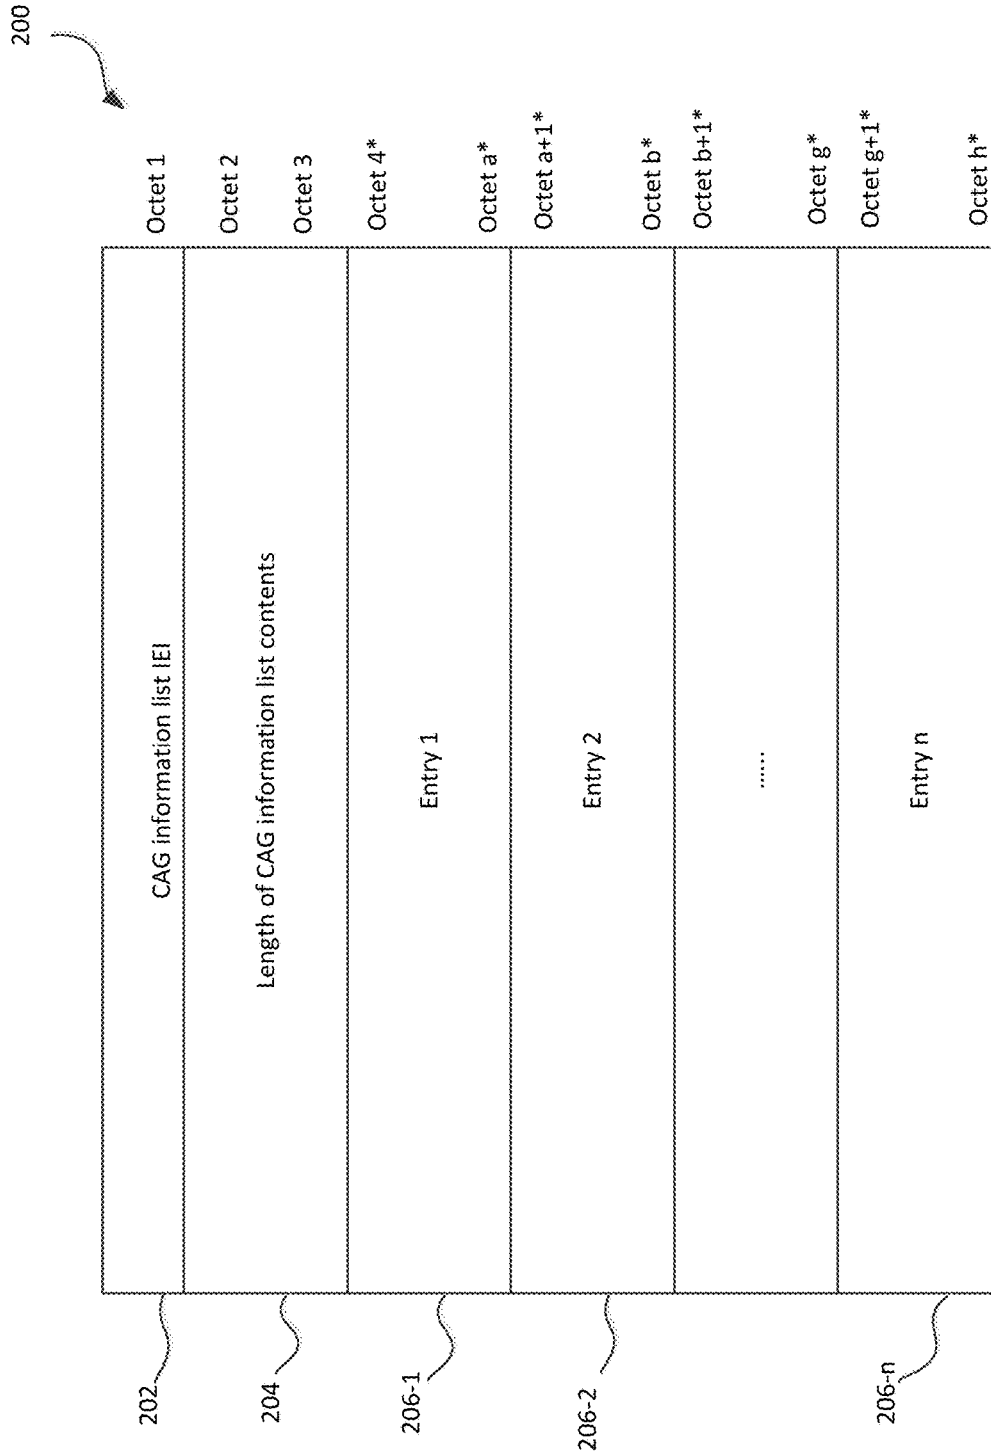 200
202
CAG information list IEI
Octet 1
204
Length of CAG information list contents
Octet 2
Octet 3
206-1
Entry 1
Octet 4*
Octet a*
206-2
Entry 2
Octet a+1*
Octet b*
......
Octet b+1*
Octet g*
206-n
Entry n
Octet g+1*
Octet h*